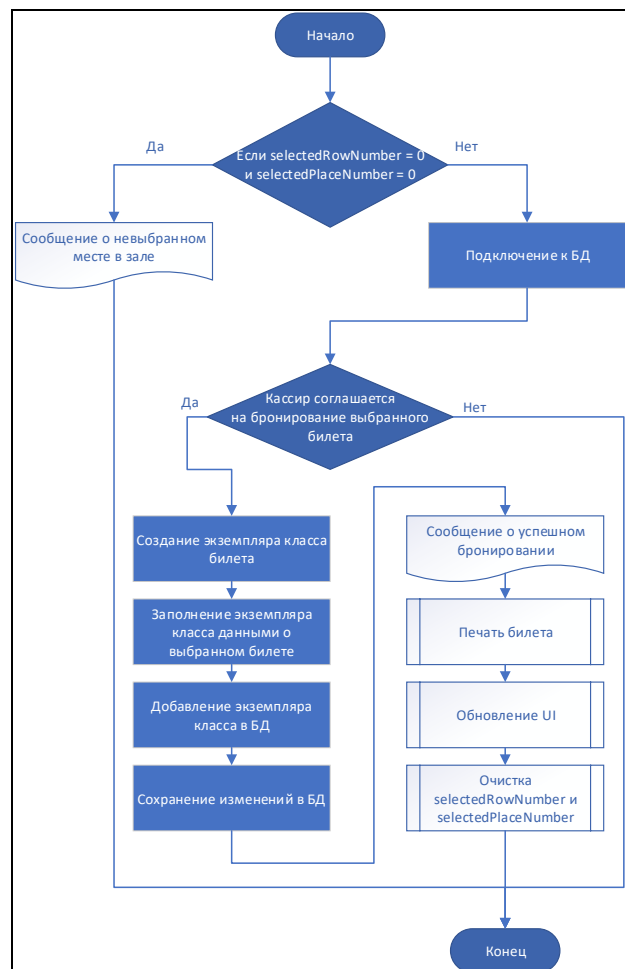 Начало
Если selectedRowNumber = 0
и selectedPlaceNumber = 0
Да
Нет
Сообщение о невыбранном
месте в зале
Подключение к БД
Кассир соглашается
на бронирование выбранного
билета
Да
Нет
Создание экземпляра класса
билета
Заполнение экземпляра
класса данными о
выбранном билете
Добавление экземпляра
класса в БД
Сохранение изменений в БД
Сообщение о успешном
бронировании
Печать билета
Обновление UI
Очистка
selectedRowNumber и
selectedPlaceNumber
Конец